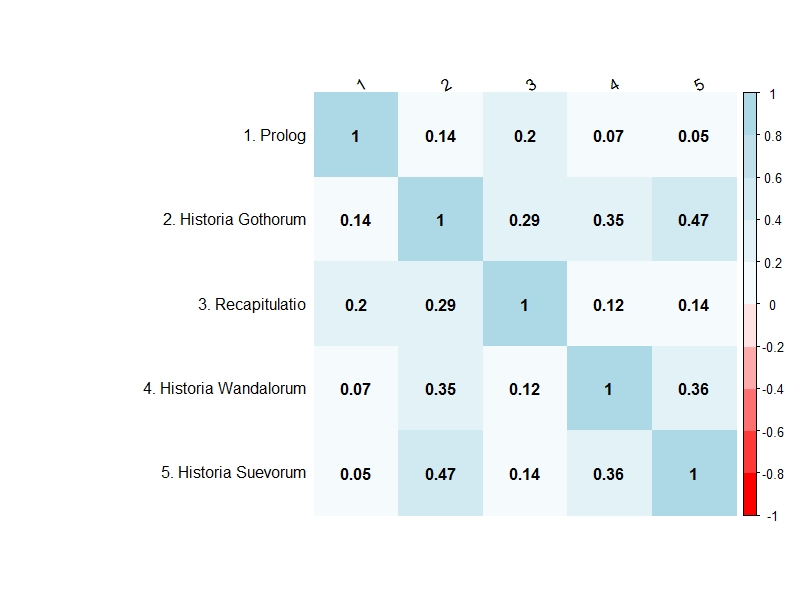 1 2 3 4 5
1. Prolog 1 0.14 0.2 0.07 0.05
2. Historia Gothorum 0.14 1 0.29 0.35 0.47
3. Recapitulatio 0.2 0.29 1 0.12 0.14
4. Historia Wandalorum 0.07 0.35 0.12 1 0.36
5. Historia Suevorum 0.05 0.47 0.14 0.36 1
1
0.8
0.6
0.4
0.2
0
-0.2
-0.4
-0.6
-0.8
-1